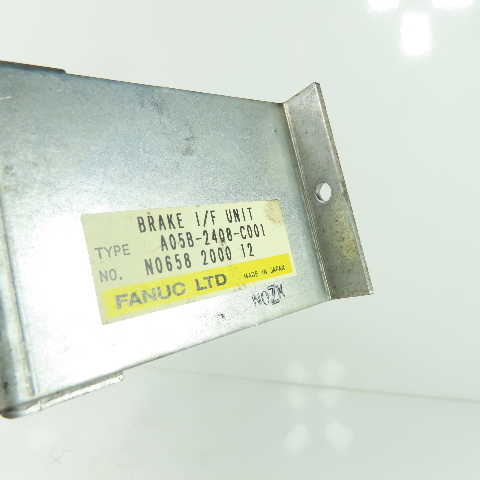 BRAKE I/F UNIT
TYPE A05B-2408-C001
NO. N0658 2000 12
FANUC LTD MADE IN JAPAN